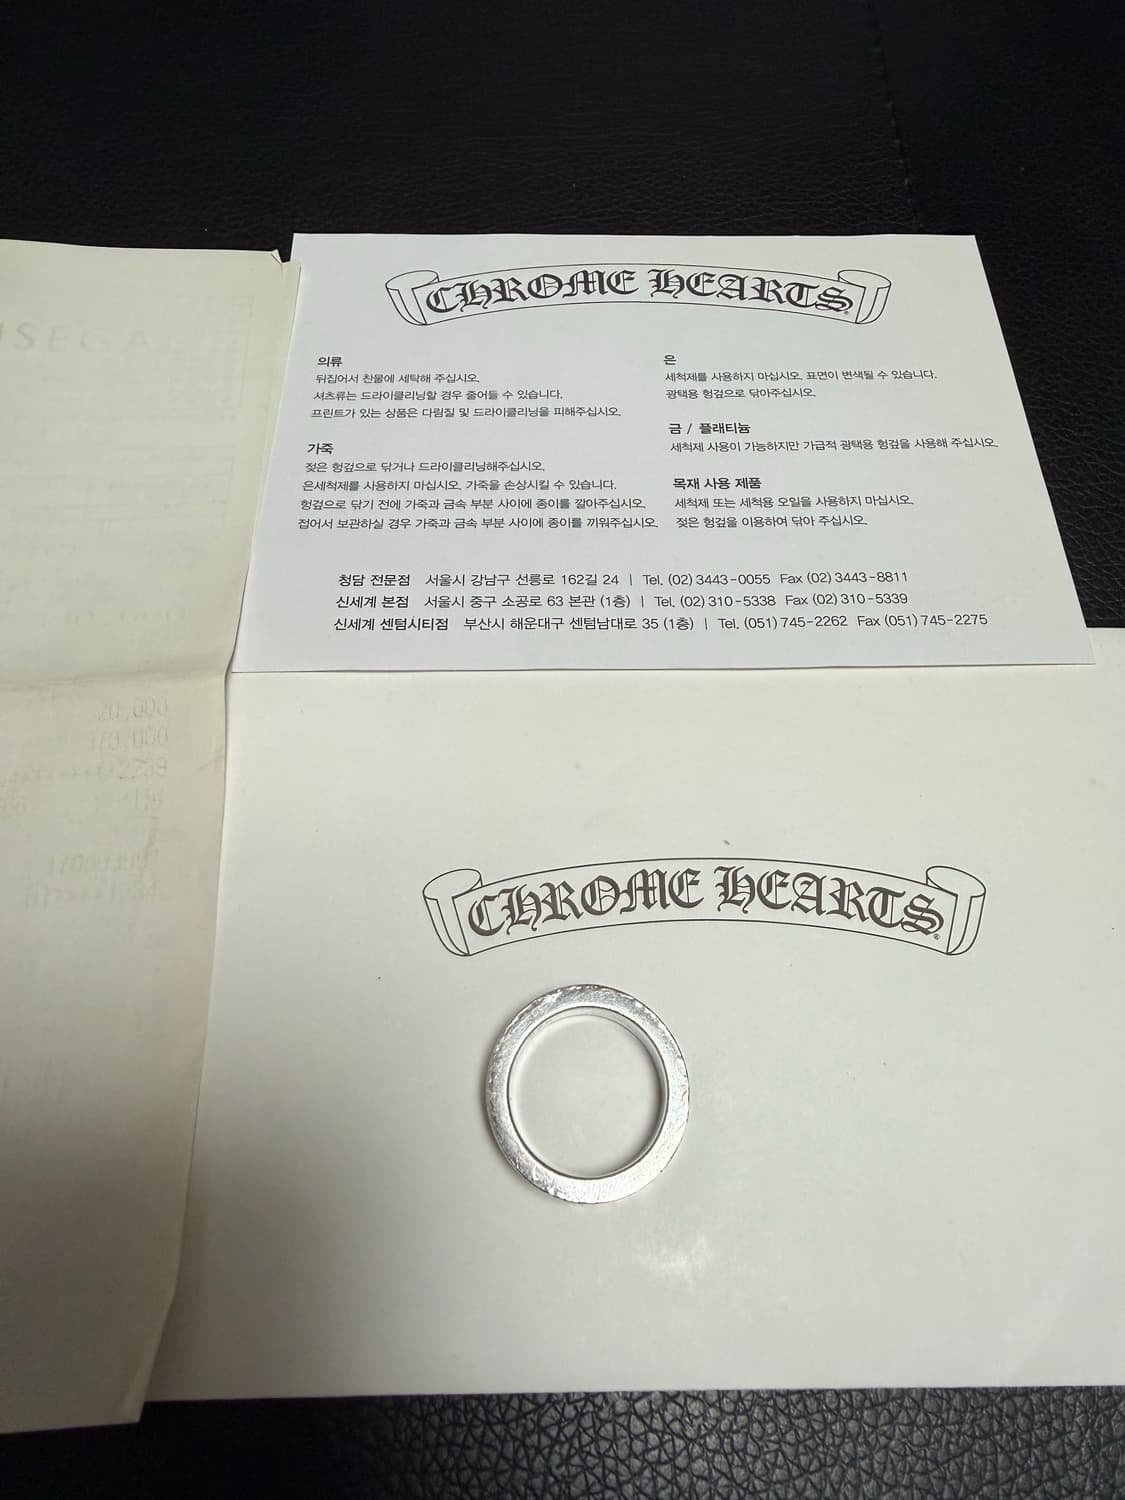 CHROME HEARTS
의류
뒤집어서 찬물에 세탁해 주십시오.
셔츠류는 드라이클리닝할 경우 줄어들 수 있습니다.
프린트가 있는 상품은 다림질 및 드라이클리닝을 피해주십시오.
가죽
젖은 헝겊으로 닦거나 드라이클리닝해주십시오.
은세척제를 사용하지 마십시오. 가죽을 손상시킬 수 있습니다.
헝겊으로 닦기 전에 가죽과 금속 부분 사이에 종이를 깔아주십시오.
접어서 보관하실 경우 가죽과 금속 부분 사이에 종이를 끼워주십시오.
은
세척제를 사용하지 마십시오. 표면이 변색될 수 있습니다.
광택용 헝겊으로 닦아주십시오.
금 / 플래티늄
세척제 사용이 가능하지만 가급적 광택용 헝겊을 사용해 주십시오.
목재 사용 제품
세척제 또는 세척용 오일을 사용하지 마십시오.
젖은 헝겊을 이용하여 닦아 주십시오.
청담 전문점 서울시 강남구 선릉로 162길 24 | Tel. (02) 3443-0055 Fax (02) 3443-8811
신세계 본점 서울시 중구 소공로 63 본관 (1층) | Tel. (02) 310-5338 Fax (02) 310-5339
신세계 센텀시티점 부산시 해운대구 센텀남대로 35 (1층) | Tel. (051) 745-2262 Fax (051) 745-2275
CHROME HEARTS®